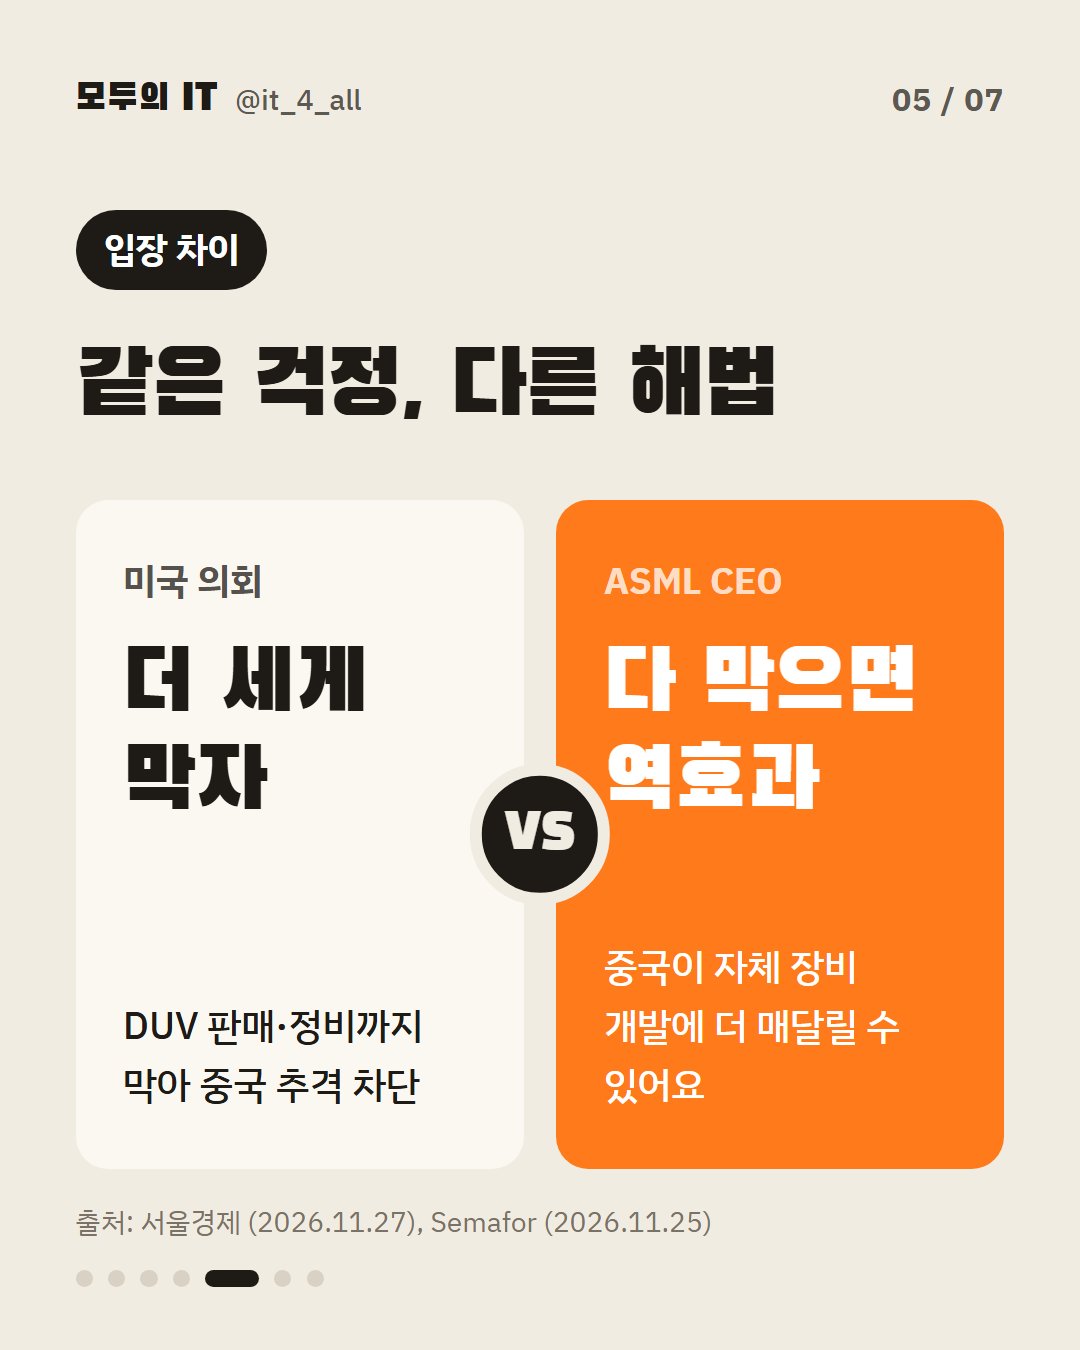 모두의 IT @it_4_all
05 / 07
입장 차이
같은 걱정, 다른 해법
미국 의회
더 세게
막자
DUV 판매·정비까지
막아 중국 추격 차단
VS
ASML CEO
다 막으면
역효과
중국이 자체 장비
개발에 더 매달릴 수
있어요
출처: 서울경제 (2026.11.27), Semafor (2026.11.25)